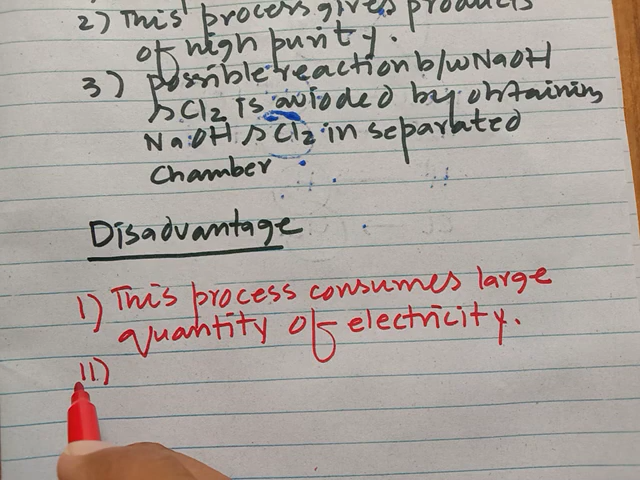 2) This process gives products
of high purity.
3) possible reaction b/w NaOH
& Cl2 is avioded by obtaining
NaOH & Cl2 in separated
Chamber
Disadvantage
1) This process consumes large
quantity of electricity.
11)